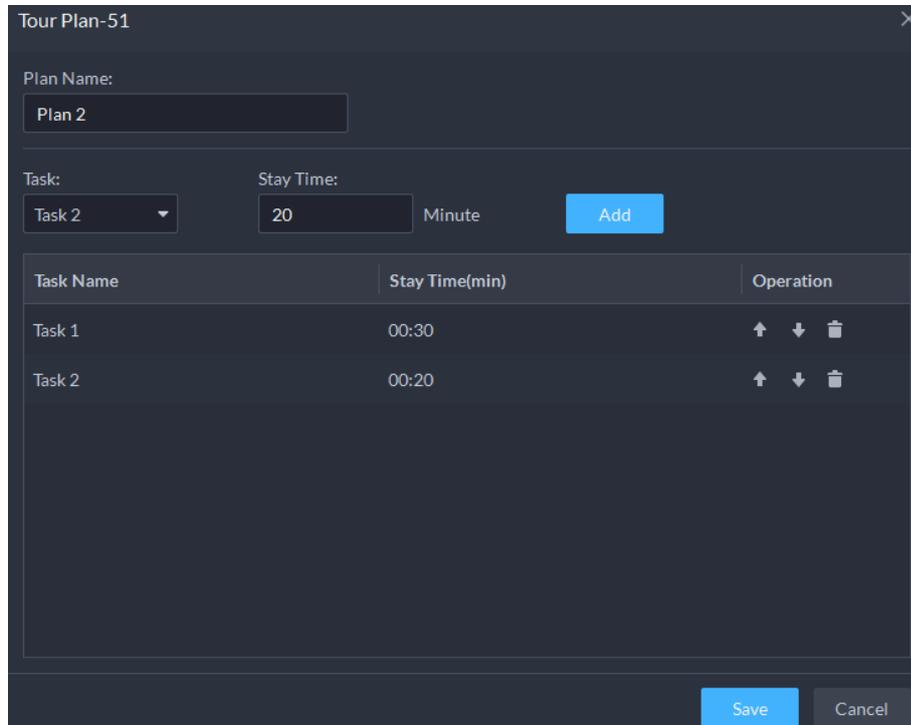 Tour Plan-51
Plan Name:
Plan 2
Task: Stay Time:
Task 2 20 Minute Add
Task Name Stay Time(min) Operation
Task 1 00:30
Task 2 00:20
Save Cancel